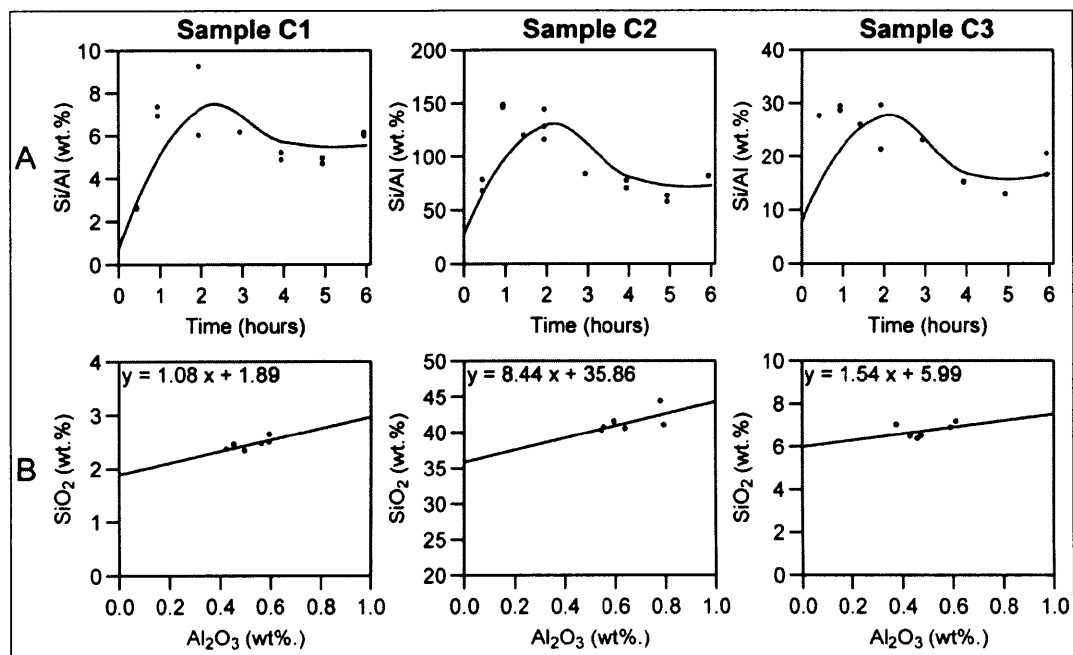 Sample C1 Sample C2 Sample C3
A
Si/Al (wt.%)
10
8
6
4
2
0
0 1 2 3 4 5 6
Time (hours)
Si/Al (wt.%)
200
150
100
50
0
0 1 2 3 4 5 6
Time (hours)
Si/Al (wt.%)
40
30
20
10
0
0 1 2 3 4 5 6
Time (hours)
B
SiO₂ (wt.%)
4
3
2
1
0
y = 1.08 x + 1.89
0.0 0.2 0.4 0.6 0.8 1.0
Al₂O₃ (wt%.)
SiO₂ (wt.%)
50
45
40
35
30
25
20
y = 8.44 x + 35.86
0.0 0.2 0.4 0.6 0.8 1.0
Al₂O₃ (wt%.)
SiO₂ (wt.%)
10
8
6
4
2
0
y = 1.54 x + 5.99
0.0 0.2 0.4 0.6 0.8 1.0
Al₂O₃ (wt%.)